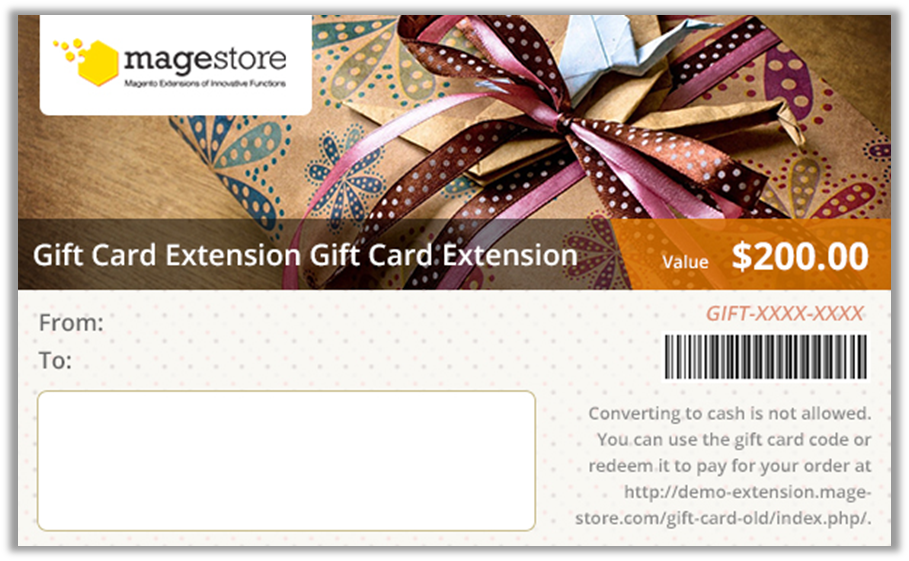 magestore
Magento Extensions of Innovative Functions
Gift Card Extension Gift Card Extension
Value $200.00
From:
To:
GIFT-XXXX-XXXX
Converting to cash is not allowed.
You can use the gift card code or
redeem it to pay for your order at
http://demo-extension.mage-
store.com/gift-card-old/index.php/.